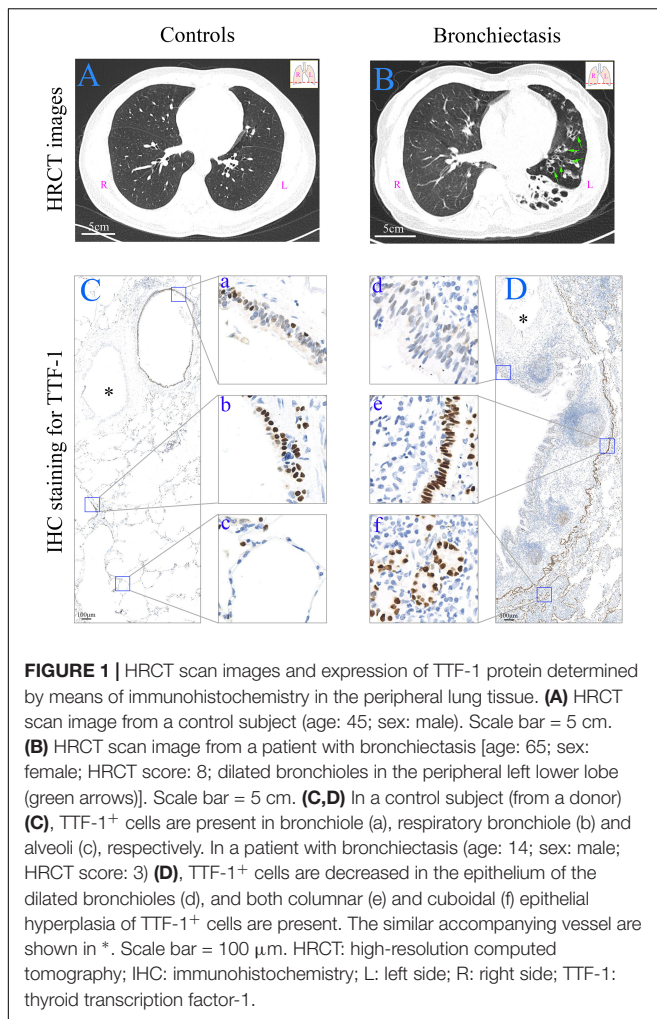 Controls
Bronchiectasis
HRCT images
A
R L
R
L
5cm
B
R L
R
L
5cm
IHC staining for TTF-1
C
*
100μm
a
b
c
d
e
f
D
*
100μm
FIGURE 1 | HRCT scan images and expression of TTF-1 protein determined
by means of immunohistochemistry in the peripheral lung tissue. (A) HRCT
scan image from a control subject (age: 45; sex: male). Scale bar = 5 cm.
(B) HRCT scan image from a patient with bronchiectasis [age: 65; sex:
female; HRCT score: 8; dilated bronchioles in the peripheral left lower lobe
(green arrows)]. Scale bar = 5 cm. (C,D) In a control subject (from a donor)
(C), TTF-1⁺ cells are present in bronchiole (a), respiratory bronchiole (b) and
alveoli (c), respectively. In a patient with bronchiectasis (age: 14; sex: male;
HRCT score: 3) (D), TTF-1⁺ cells are decreased in the epithelium of the
dilated bronchioles (d), and both columnar (e) and cuboidal (f) epithelial
hyperplasia of TTF-1⁺ cells are present. The similar accompanying vessel are
shown in *. Scale bar = 100 μm. HRCT: high-resolution computed
tomography; IHC: immunohistochemistry; L: left side; R: right side; TTF-1:
thyroid transcription factor-1.